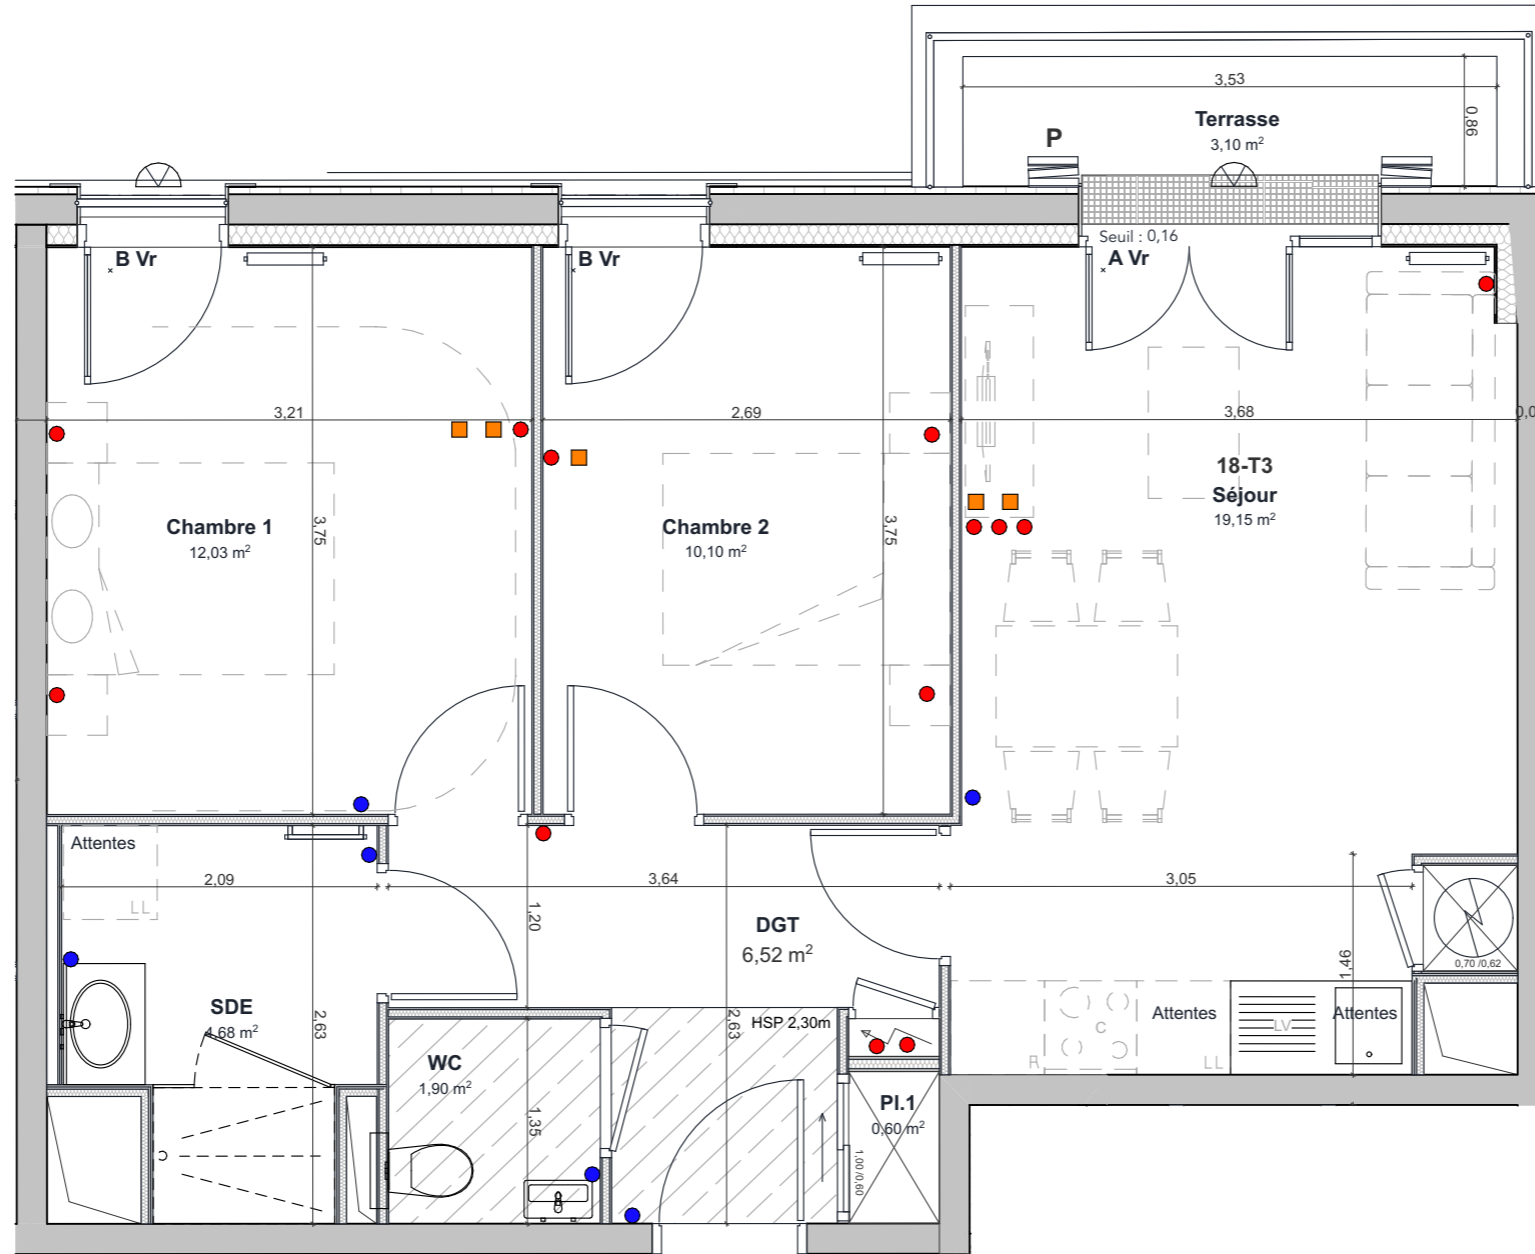 3,53
0,86
Terrasse
3,10 m²
P
Seuil : 0,16
B Vr
B Vr
A Vr
3,21
2,69
3,68
18-T3
Séjour
19,15 m²
Chambre 1
12,03 m²
3,75
Chambre 2
10,10 m²
3,75
Attentes
LL
2,09
3,64
3,05
1,20
DGT
6,52 m²
1,46
0,70 /0,62
SDE
4,68 m²
2,63
2,63
HSP 2,30m
Attentes
Attentes
C
LV
R
LL
WC
1,90 m²
1,35
Pl.1
0,60 m²
1,00 /0,60